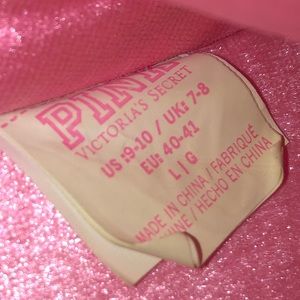 PINK
VICTORIA'S SECRET
US: 9-10 / UK: 7-8
EU: 40-41
L | G
MADE IN CHINA / FABRIQUÉ
CHINE / HECHO EN CHINA